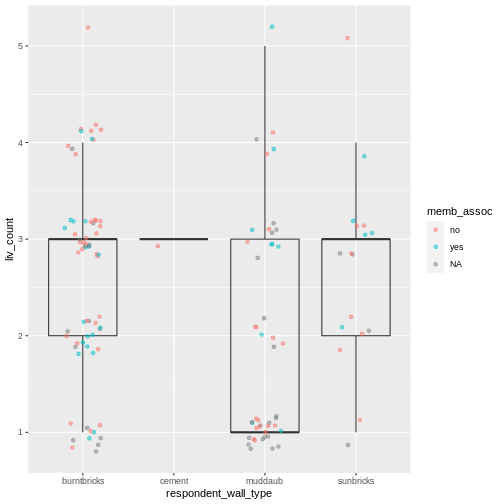 5
4
3
2
1
liv_count
burntbricks cement muddaub sunbricks
respondent_wall_type
memb_assoc
no
yes
NA